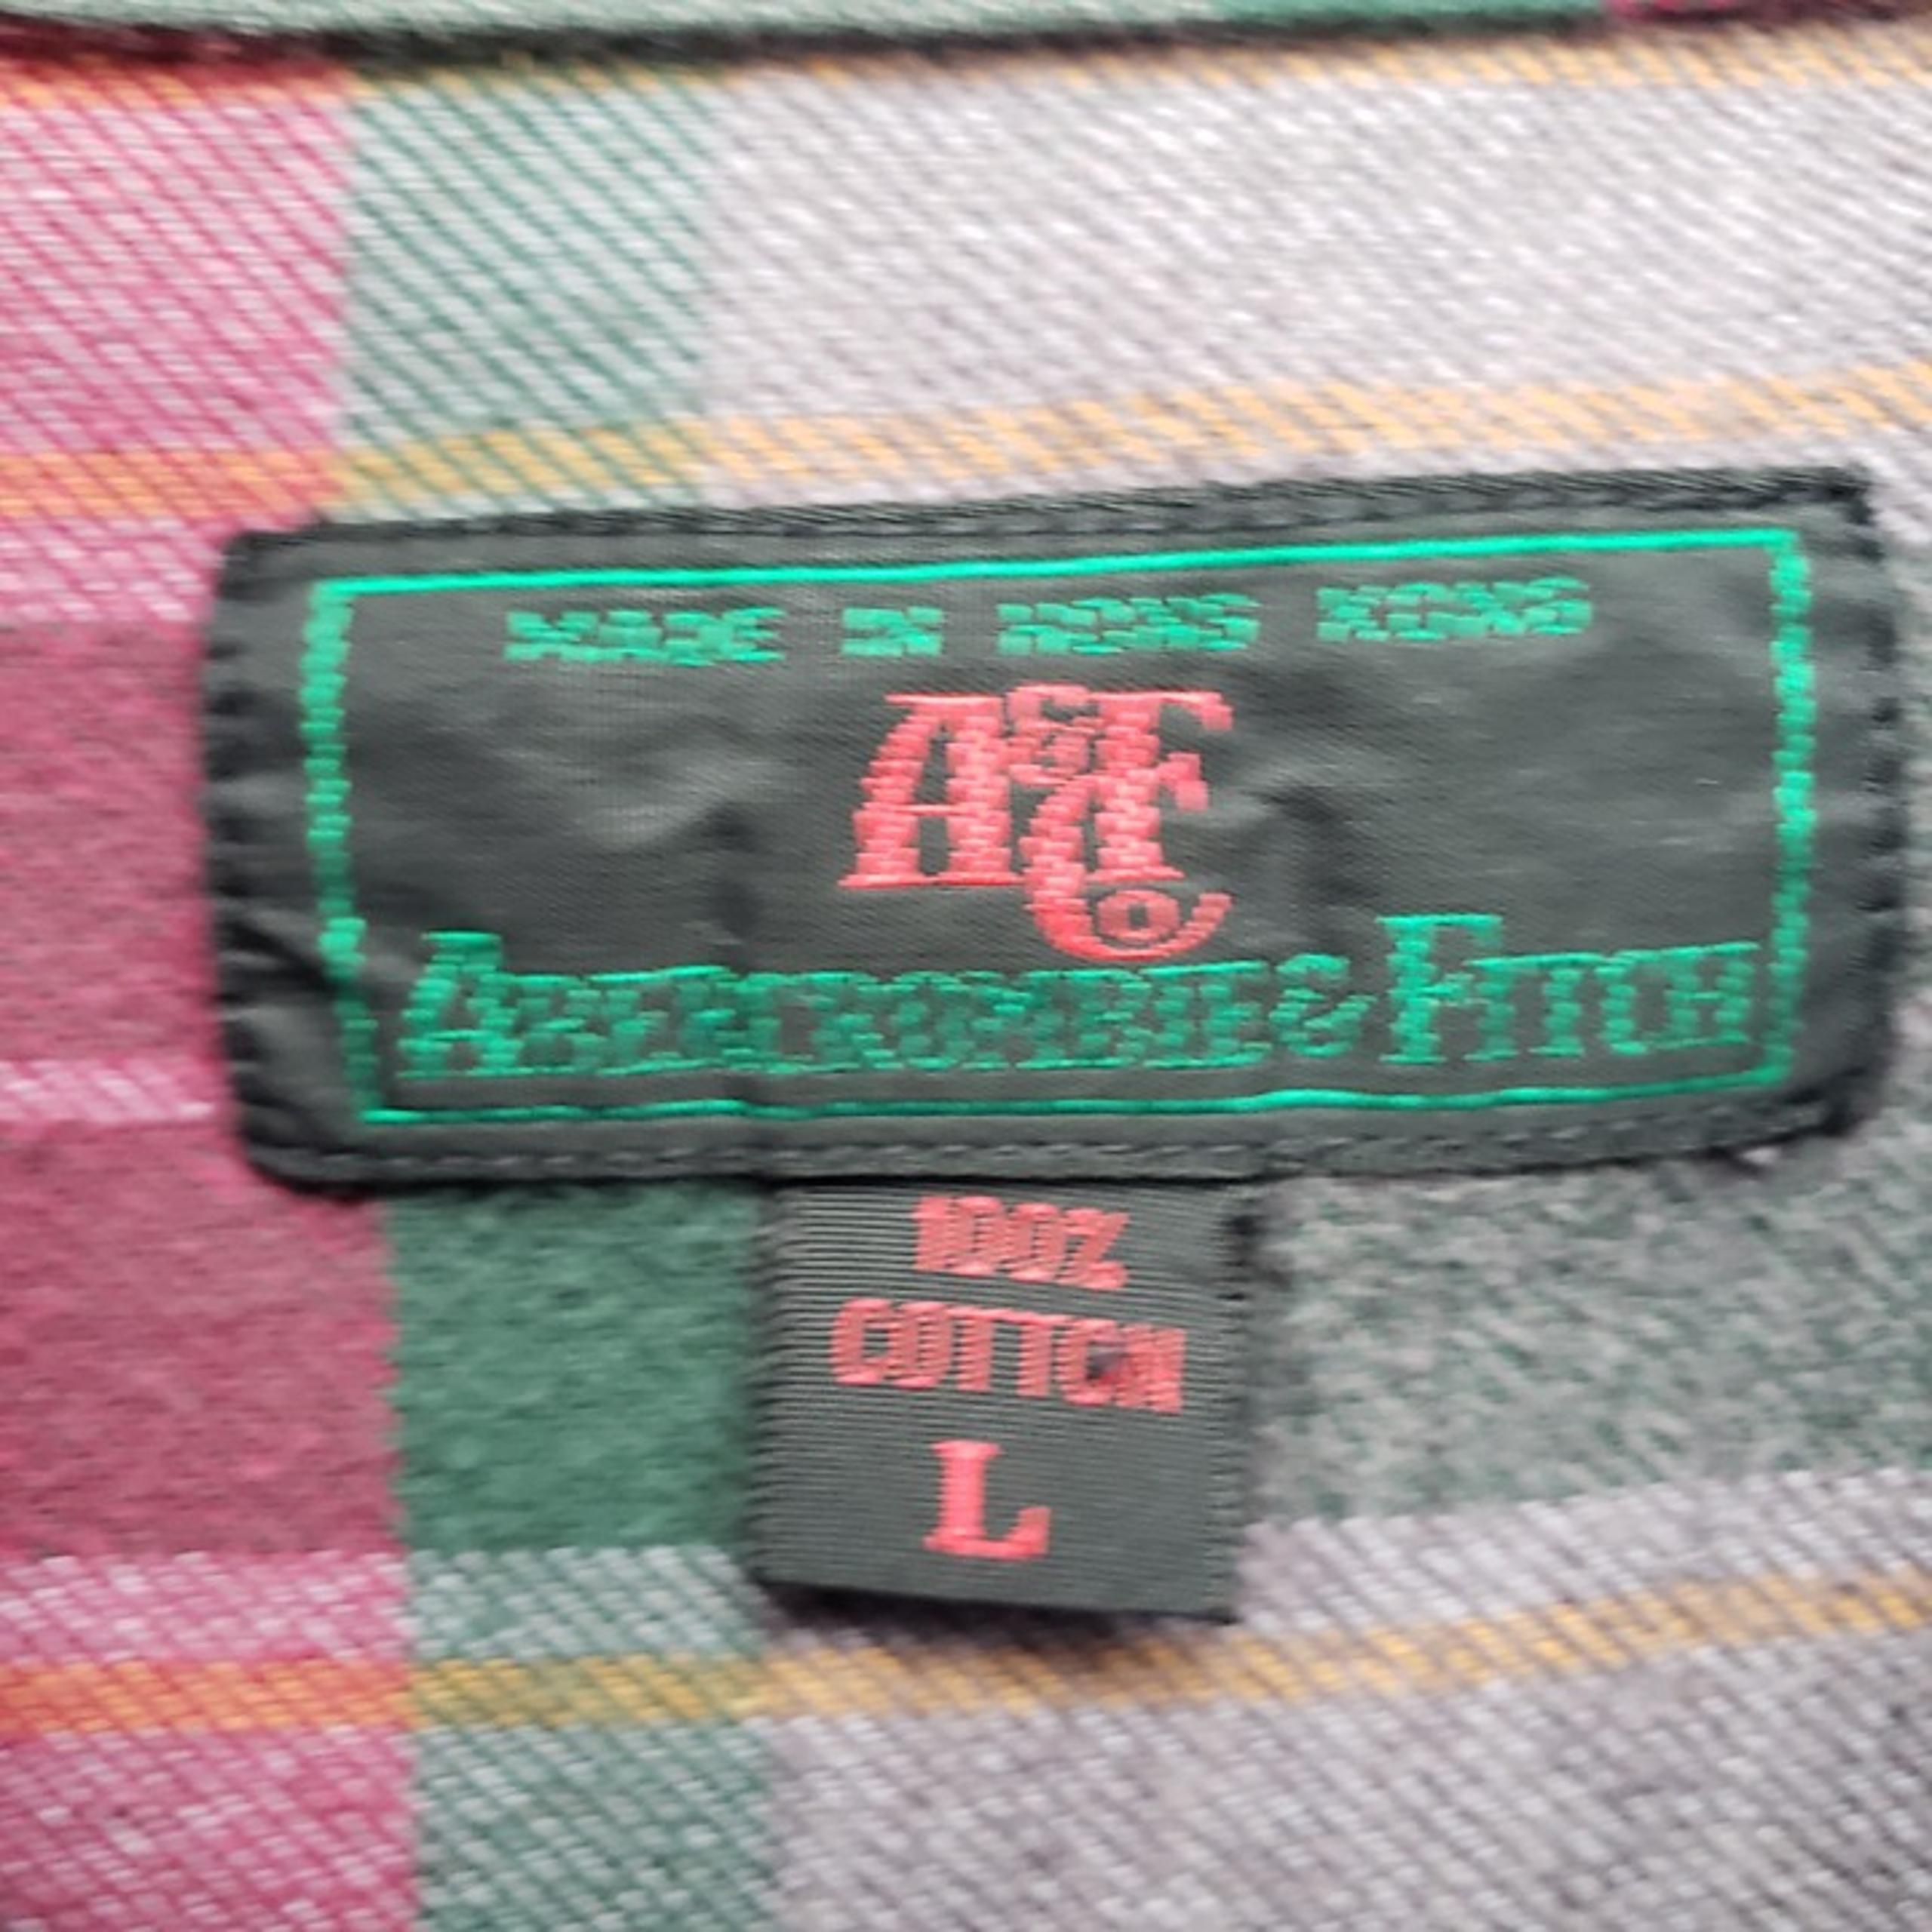 MADE IN HONG KONG
A&F Co
ABERCROMBIE & FITCH
100%
COTTON
L